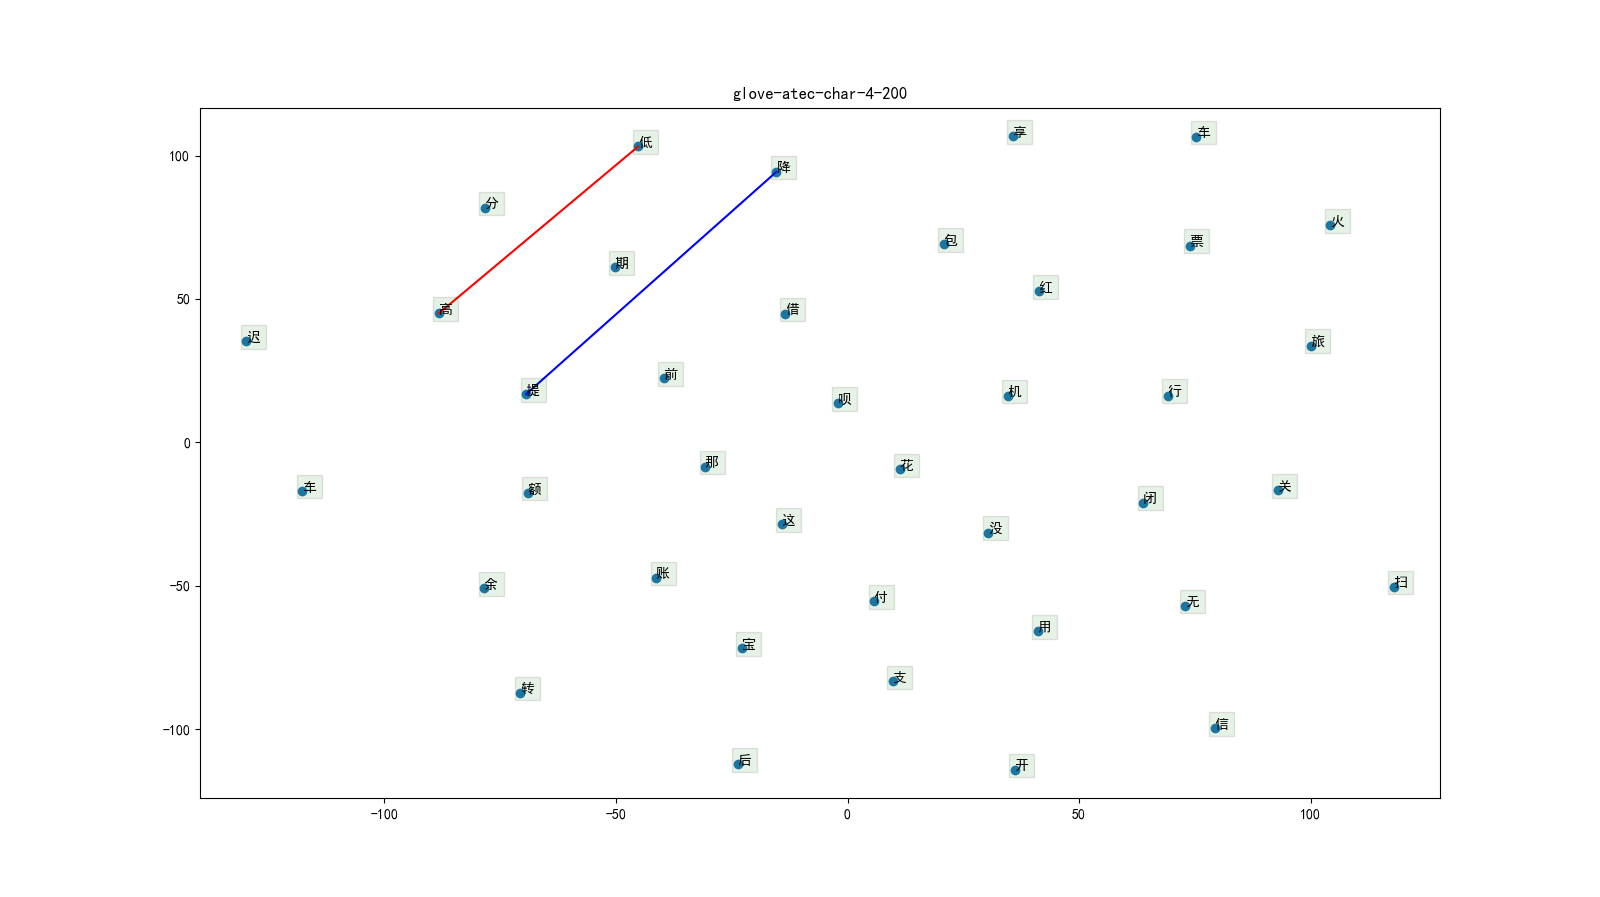 glove-atec-char-4-200
享
车
低
降
分
火
包
票
期
红
高
借
迟
旅
前
提
机
行
呗
那
花
车
额
关
闭
这
没
账
余
扫
付
无
用
宝
支
转
信
后
开
100
50
0
-50
-100
-100
-50
0
50
100